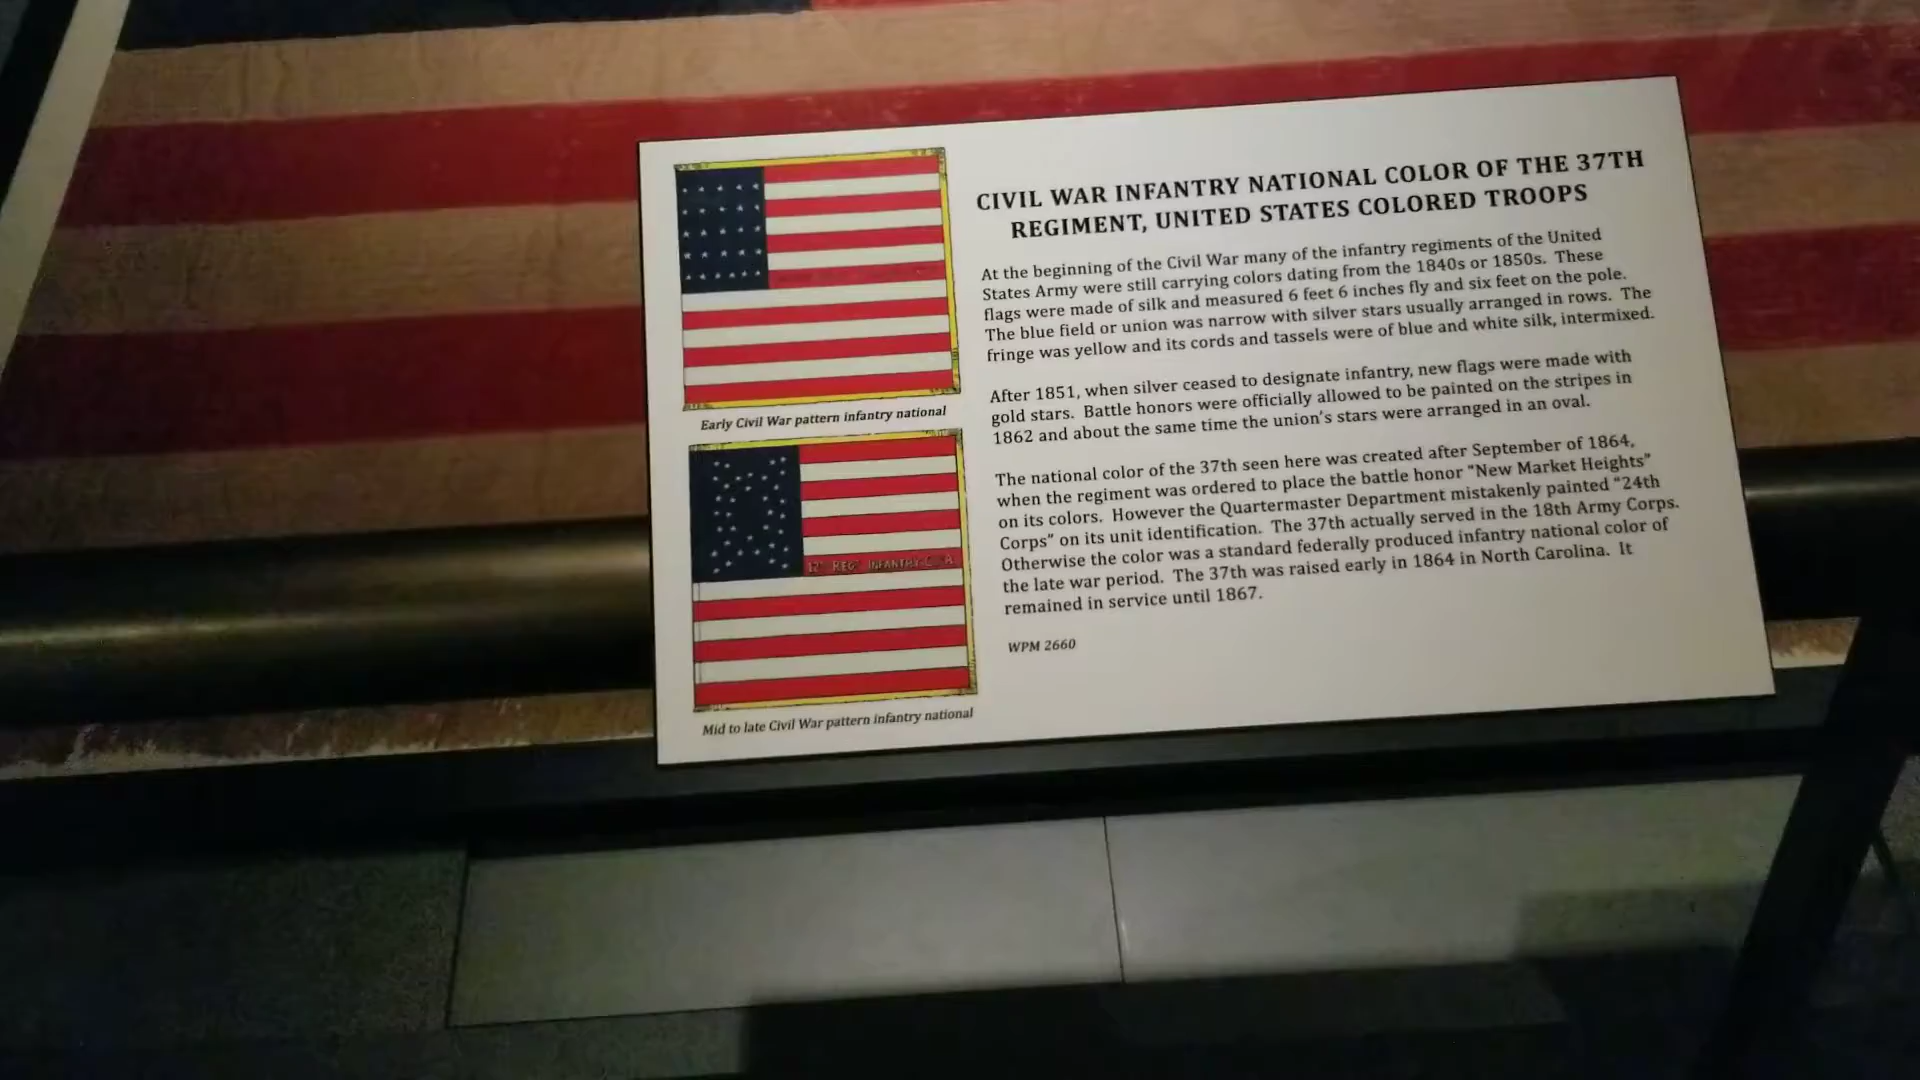 CIVIL WAR INFANTRY NATIONAL COLOR OF THE 37TH
REGIMENT, UNITED STATES COLORED TROOPS
At the beginning of the Civil War many of the infantry regiments of the United
States Army were still carrying colors dating from the 1840s or 1850s. These
flags were made of silk and measured 6 feet 6 inches fly and six feet on the pole.
The blue field or union was narrow with silver stars usually arranged in rows. The
fringe was yellow and its cords and tassels were of blue and white silk, intermixed.
After 1851, when silver ceased to designate infantry, new flags were made with
gold stars. Battle honors were officially allowed to be painted on the stripes in
1862 and about the same time the union's stars were arranged in an oval.
The national color of the 37th seen here was created after September of 1864,
when the regiment was ordered to place the battle honor "New Market Heights"
on its colors. However the Quartermaster Department mistakenly painted "24th
Corps" on its unit identification. The 37th actually served in the 18th Army Corps.
Otherwise the color was a standard federally produced infantry national color of
the late war period. The 37th was raised early in 1864 in North Carolina. It
remained in service until 1867.
WPM 2660
Early Civil War pattern infantry national
REGT INFANTRY
Mid to late Civil War pattern infantry national